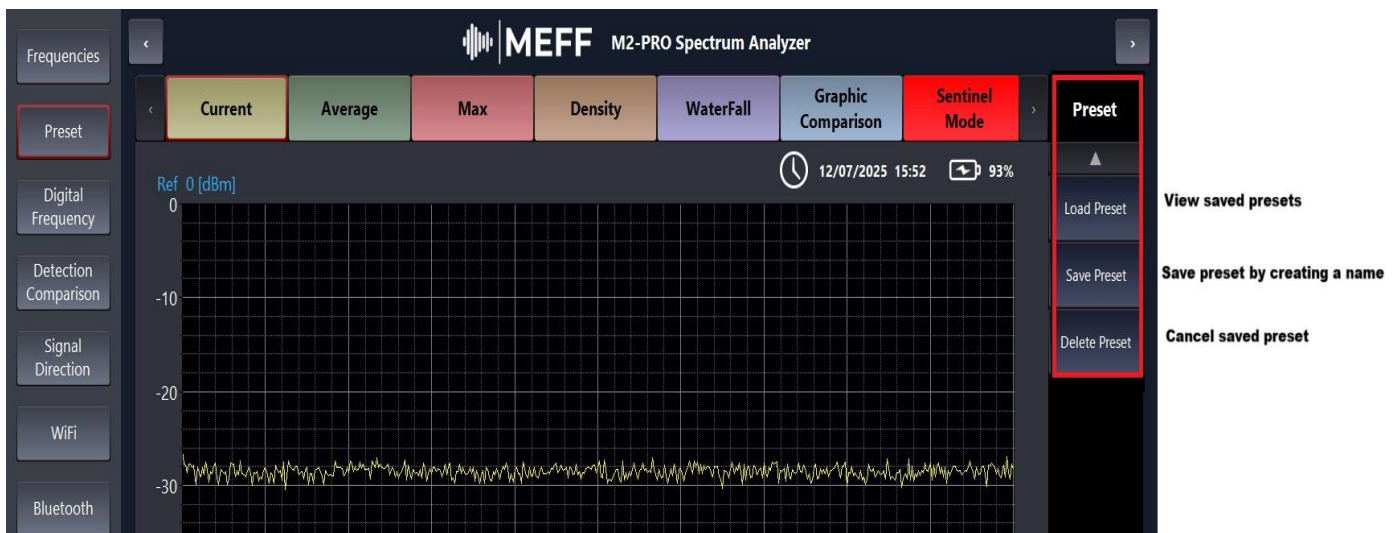 MEFF M2-PRO Spectrum Analyzer
Frequencies
Preset
Digital
Frequency
Detection
Comparison
Signal
Direction
WiFi
Bluetooth
Current
Average
Max
Density
WaterFall
Graphic
Comparison
Sentinel
Mode
12/07/2025 15:52
93%
Ref 0 [dBm]
0
-10
-20
-30
Preset
Load Preset
View saved presets
Save Preset
Save preset by creating a name
Delete Preset
Cancel saved preset